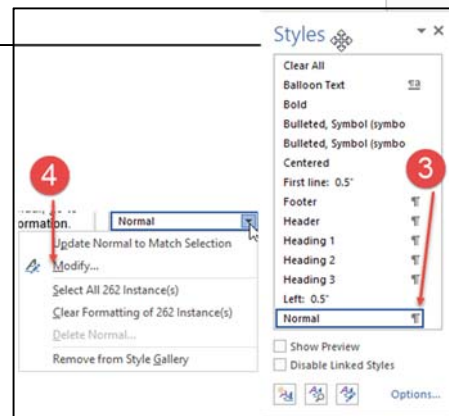 Styles
Clear All
Balloon Text
Bold
Bulleted, Symbol (symbo
Bulleted, Symbol (symbo
Centered
First line: 0.5"
Footer
Header
Heading 1
Heading 2
Heading 3
Left: 0.5"
Normal
3
Show Preview
Disable Linked Styles
Options...
4
ormation.
Normal
Update Normal to Match Selection
Modify...
Select All 262 Instance(s)
Clear Formatting of 262 Instance(s)
Delete Normal...
Remove from Style Gallery